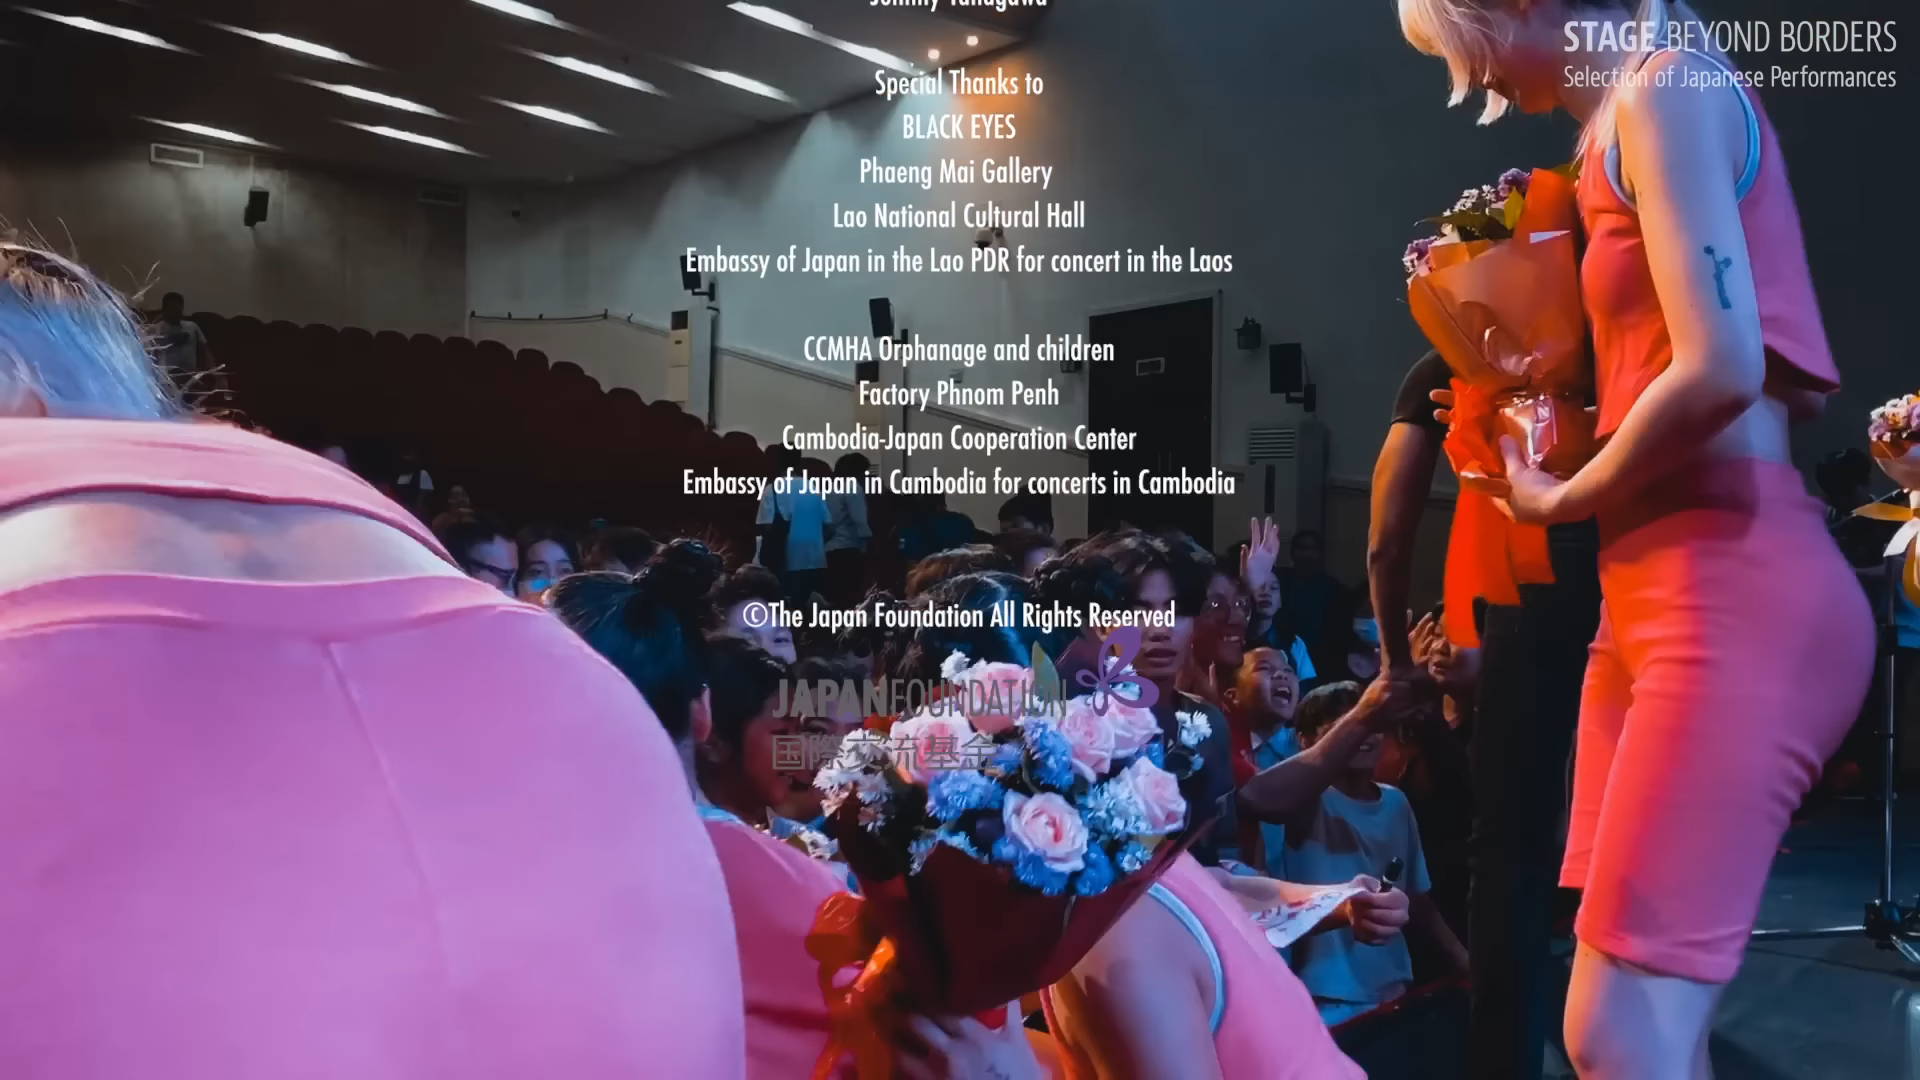 STAGE BEYOND BORDERS
Selection of Japanese Performances
Special Thanks to
BLACK EYES
Phaeng Mai Gallery
Lao National Cultural Hall
Embassy of Japan in the Lao PDR for concert in the Laos
CCMHA Orphanage and children
Factory Phnom Penh
Cambodia-Japan Cooperation Center
Embassy of Japan in Cambodia for concerts in Cambodia
©The Japan Foundation All Rights Reserved
JAPANFOUNDATION
国際交流基金